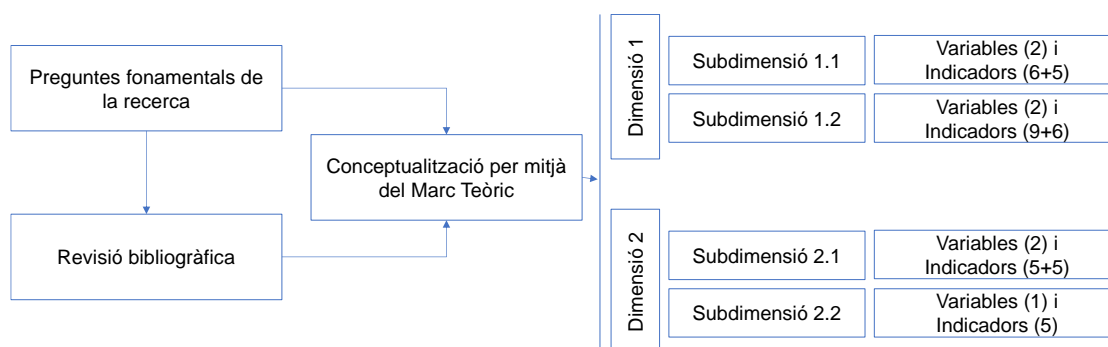 Preguntes fonamentals de
la recerca
Revisió bibliogràfica
Conceptualització per mitjà
del Marc Teòric
Dimensió 1
Subdimensió 1.1
Variables (2) i
Indicadors (6+5)
Subdimensió 1.2
Variables (2) i
Indicadors (9+6)
Dimensió 2
Subdimensió 2.1
Variables (2) i
Indicadors (5+5)
Subdimensió 2.2
Variables (1) i
Indicadors (5)